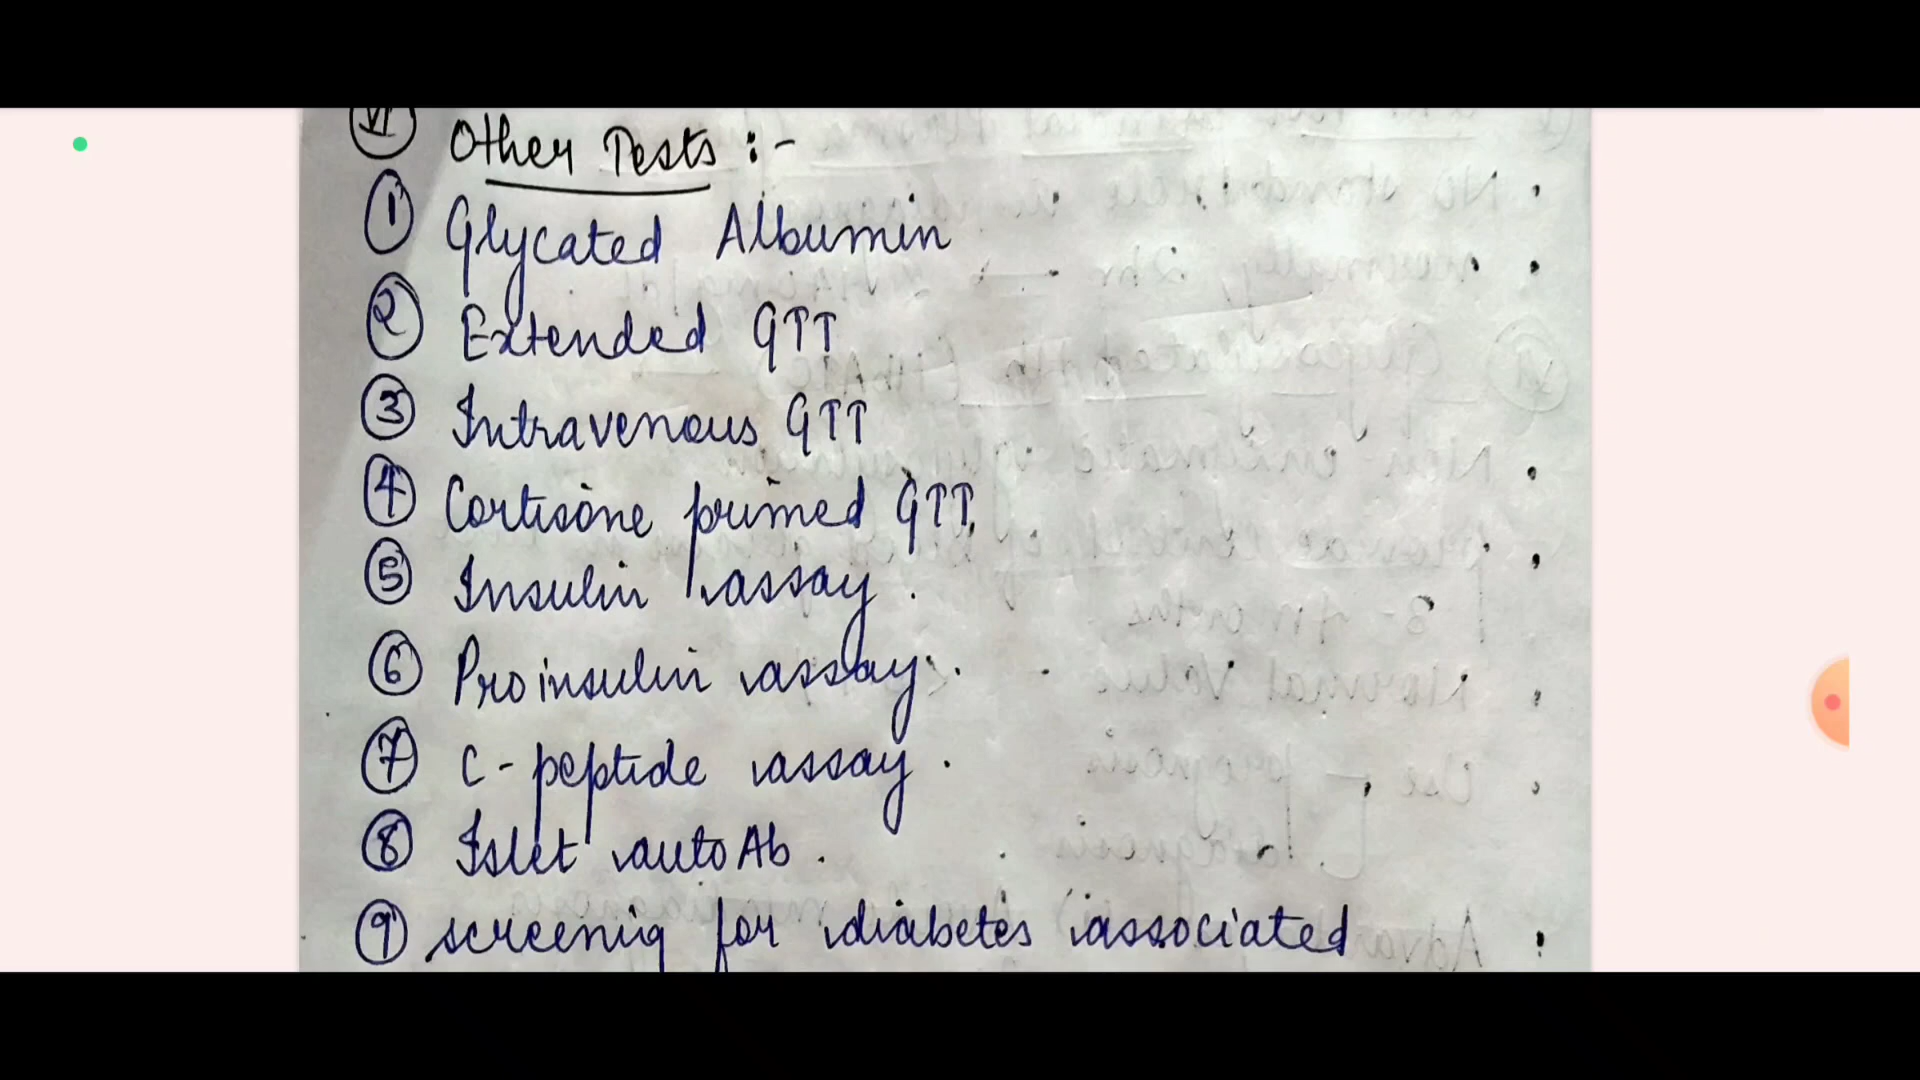 VI Other Tests :-
1 Glycated Albumin
2 Extended GTT
3 Intravenous GTT
4 Cortisone primed GTT
5 Insulin assay.
6 Proinsulin assay.
7 C-peptide assay.
8 Islet autoAb.
9 screening for diabetes associated